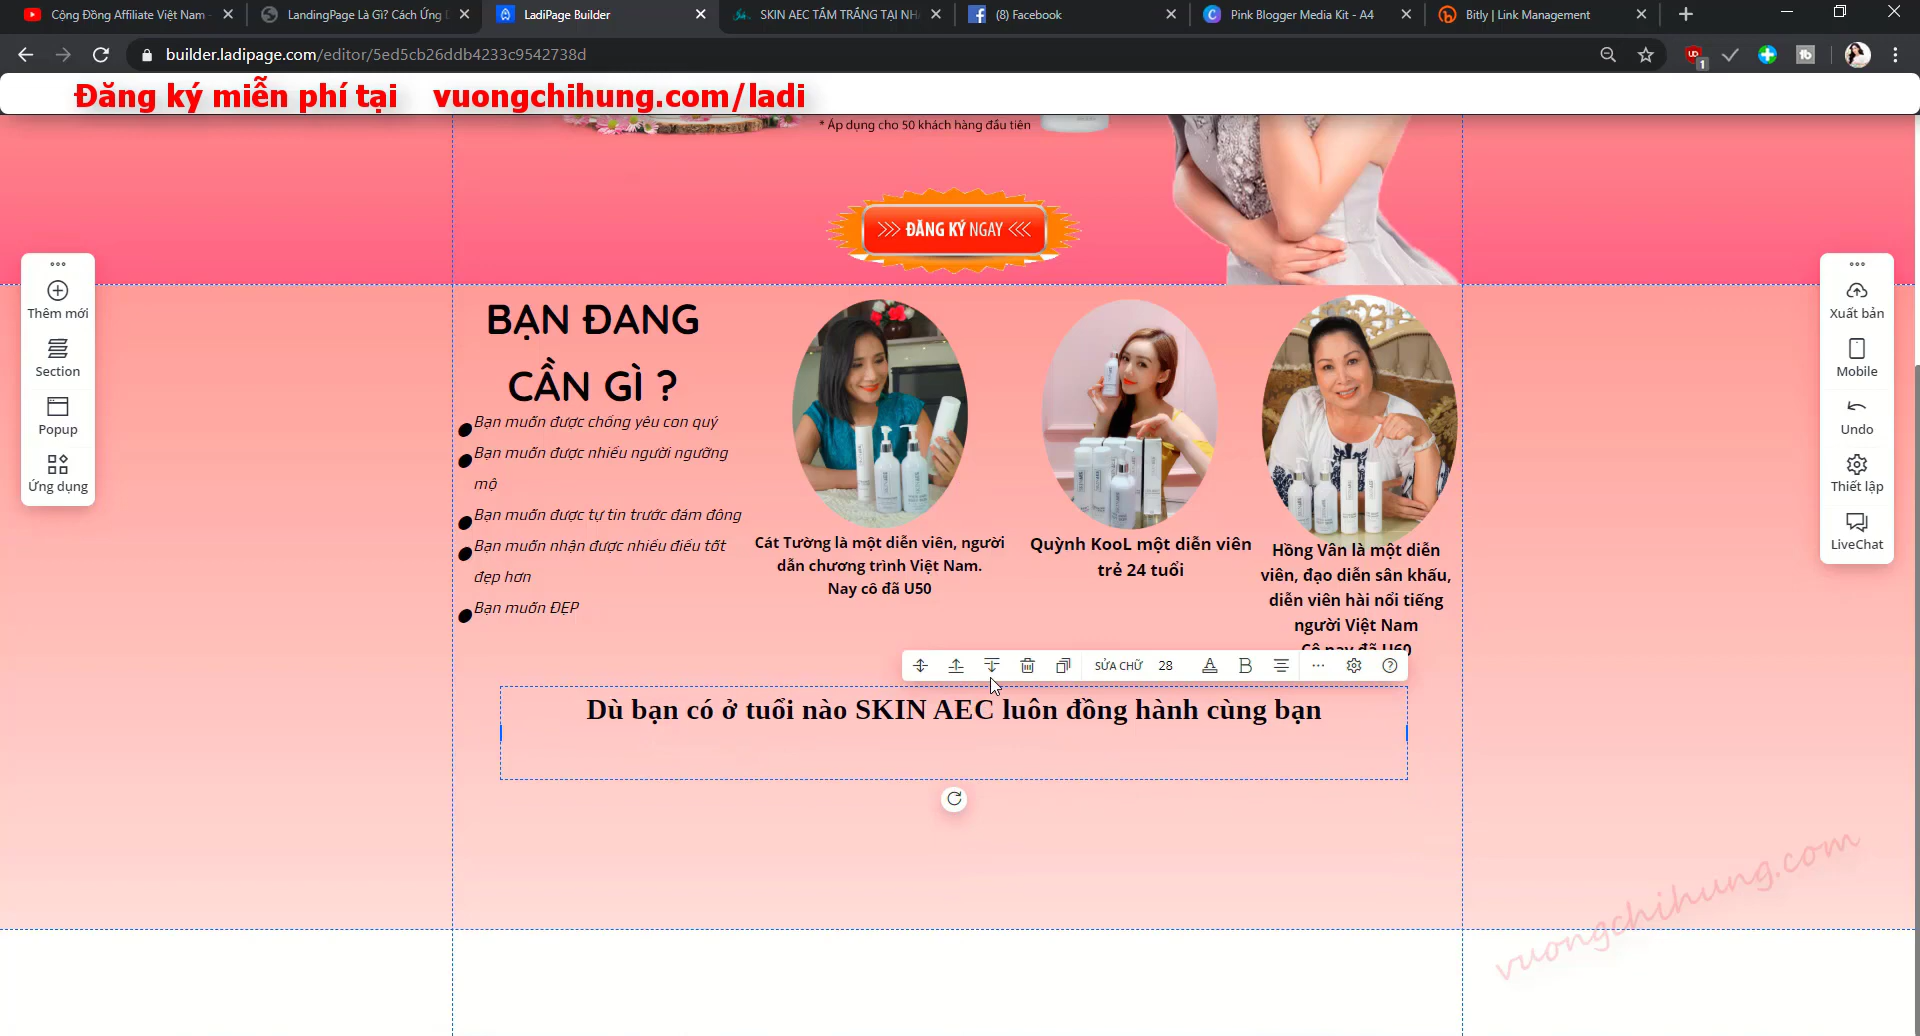 Cộng Đồng Affiliate Việt Nam -
LandingPage Là Gì? Cách Ứng D
LadiPage Builder
SKIN AEC TẮM TRẮNG TẠI NHÀ
(8) Facebook
Pink Blogger Media Kit - A4
Bitly | Link Management
builder.ladipage.com/editor/5ed5cb26ddb4233c9542738d
1
Đăng ký miễn phí tại vuongchihung.com/ladi
* Áp dụng cho 50 khách hàng đầu tiên
>>> ĐĂNG KÝ NGAY <<<
Thêm mới
Section
Popup
Ứng dụng
Xuất bản
Mobile
Undo
Thiết lập
LiveChat
BẠN ĐANG
CẦN GÌ ?
Bạn muốn được chồng yêu con quý
Bạn muốn được nhiều người ngưỡng
mộ
Bạn muốn được tự tin trước đám đông
Bạn muốn nhận được nhiều điều tốt
đẹp hơn
Bạn muốn ĐẸP
Cát Tường là một diễn viên, người
dẫn chương trình Việt Nam.
Nay cô đã U50
Quỳnh KooL một diễn viên
trẻ 24 tuổi
Hồng Vân là một diễn
viên, đạo diễn sân khấu,
diễn viên hài nổi tiếng
người Việt Nam
Cô nay đã U60
SỬA CHỮ 28
Dù bạn có ở tuổi nào SKIN AEC luôn đồng hành cùng bạn
vuongchihung.com